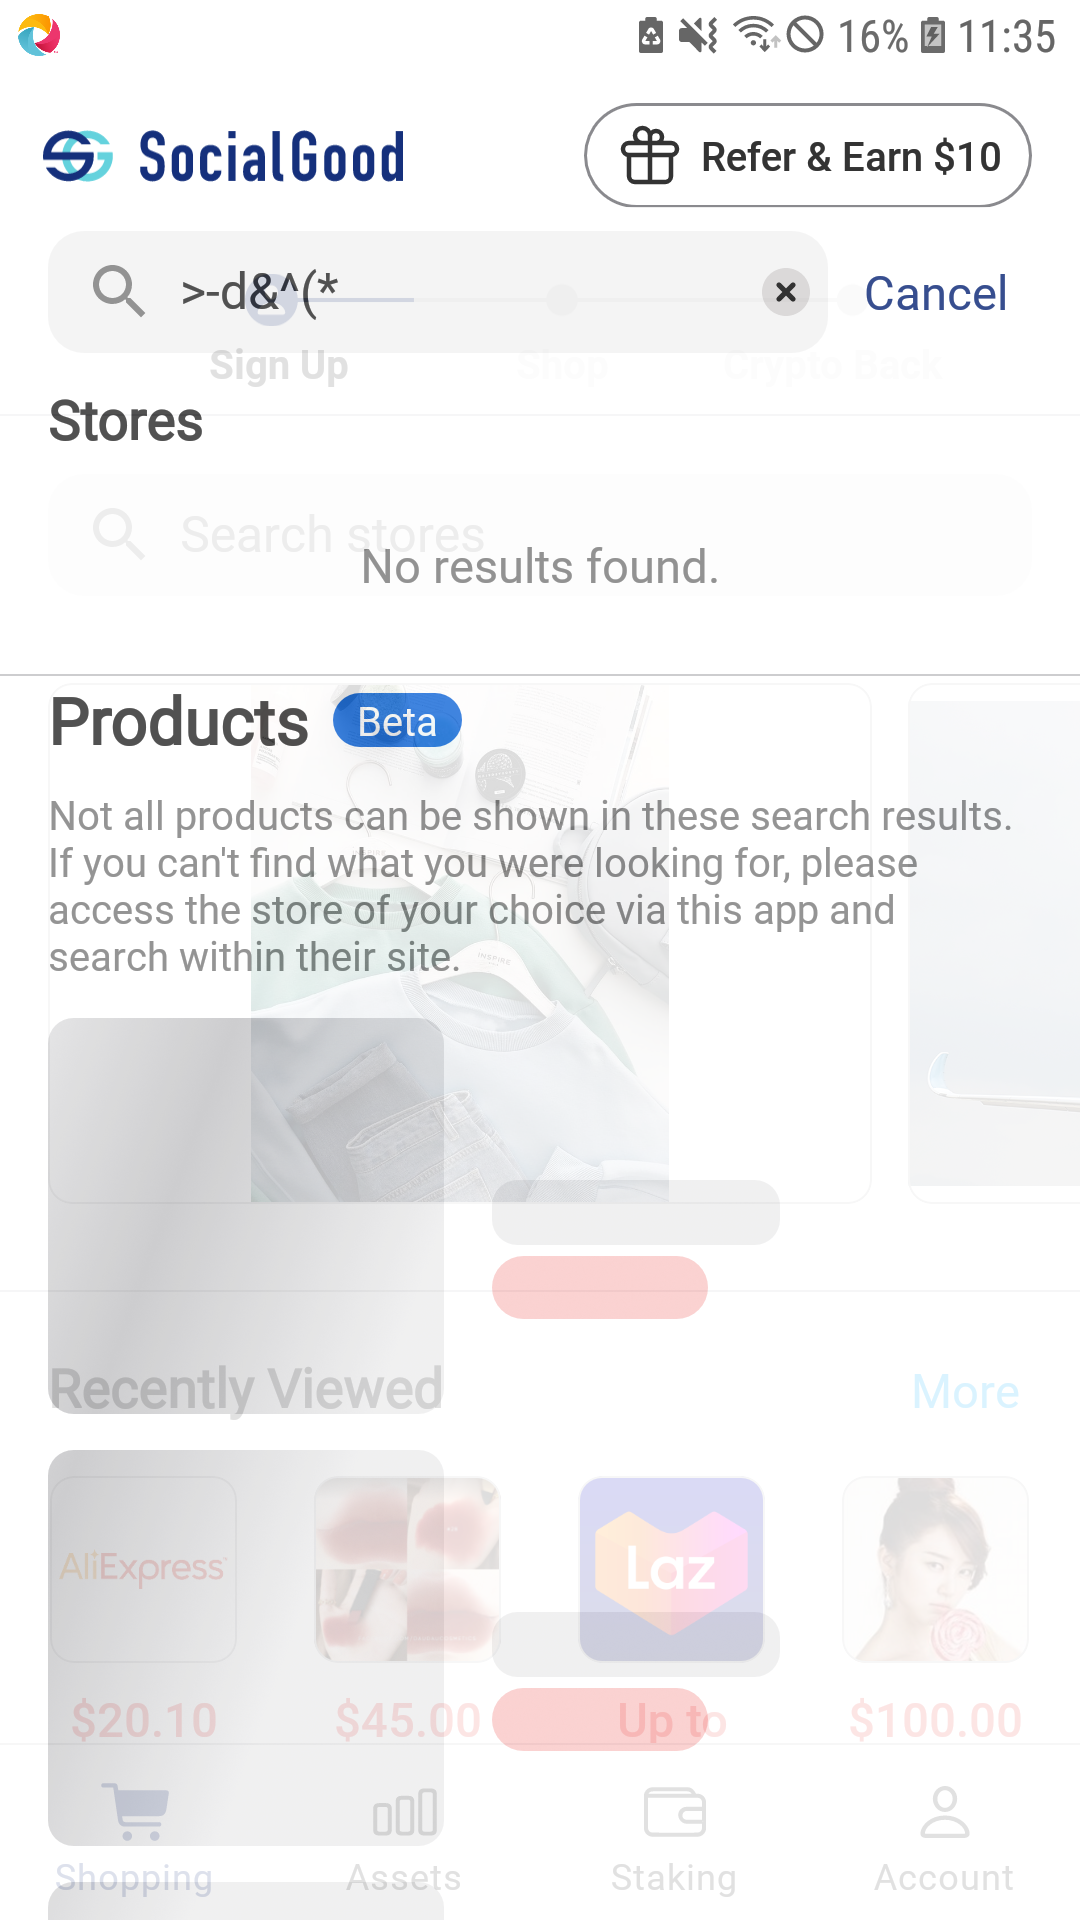 16% 11:35
SocialGood
Refer & Earn $10
>-d&^(*
Cancel
Sign Up
Shop
Crypto Back
Stores
Search stores
No results found.
Products Beta
Not all products can be shown in these search results.
If you can't find what you were looking for, please
access the store of your choice via this app and
search within their site.
INSPIRE
Recently Viewed
More
AliExpress
Laz
$20.10
$45.00
Up to
$100.00
Shopping
Assets
Staking
Account